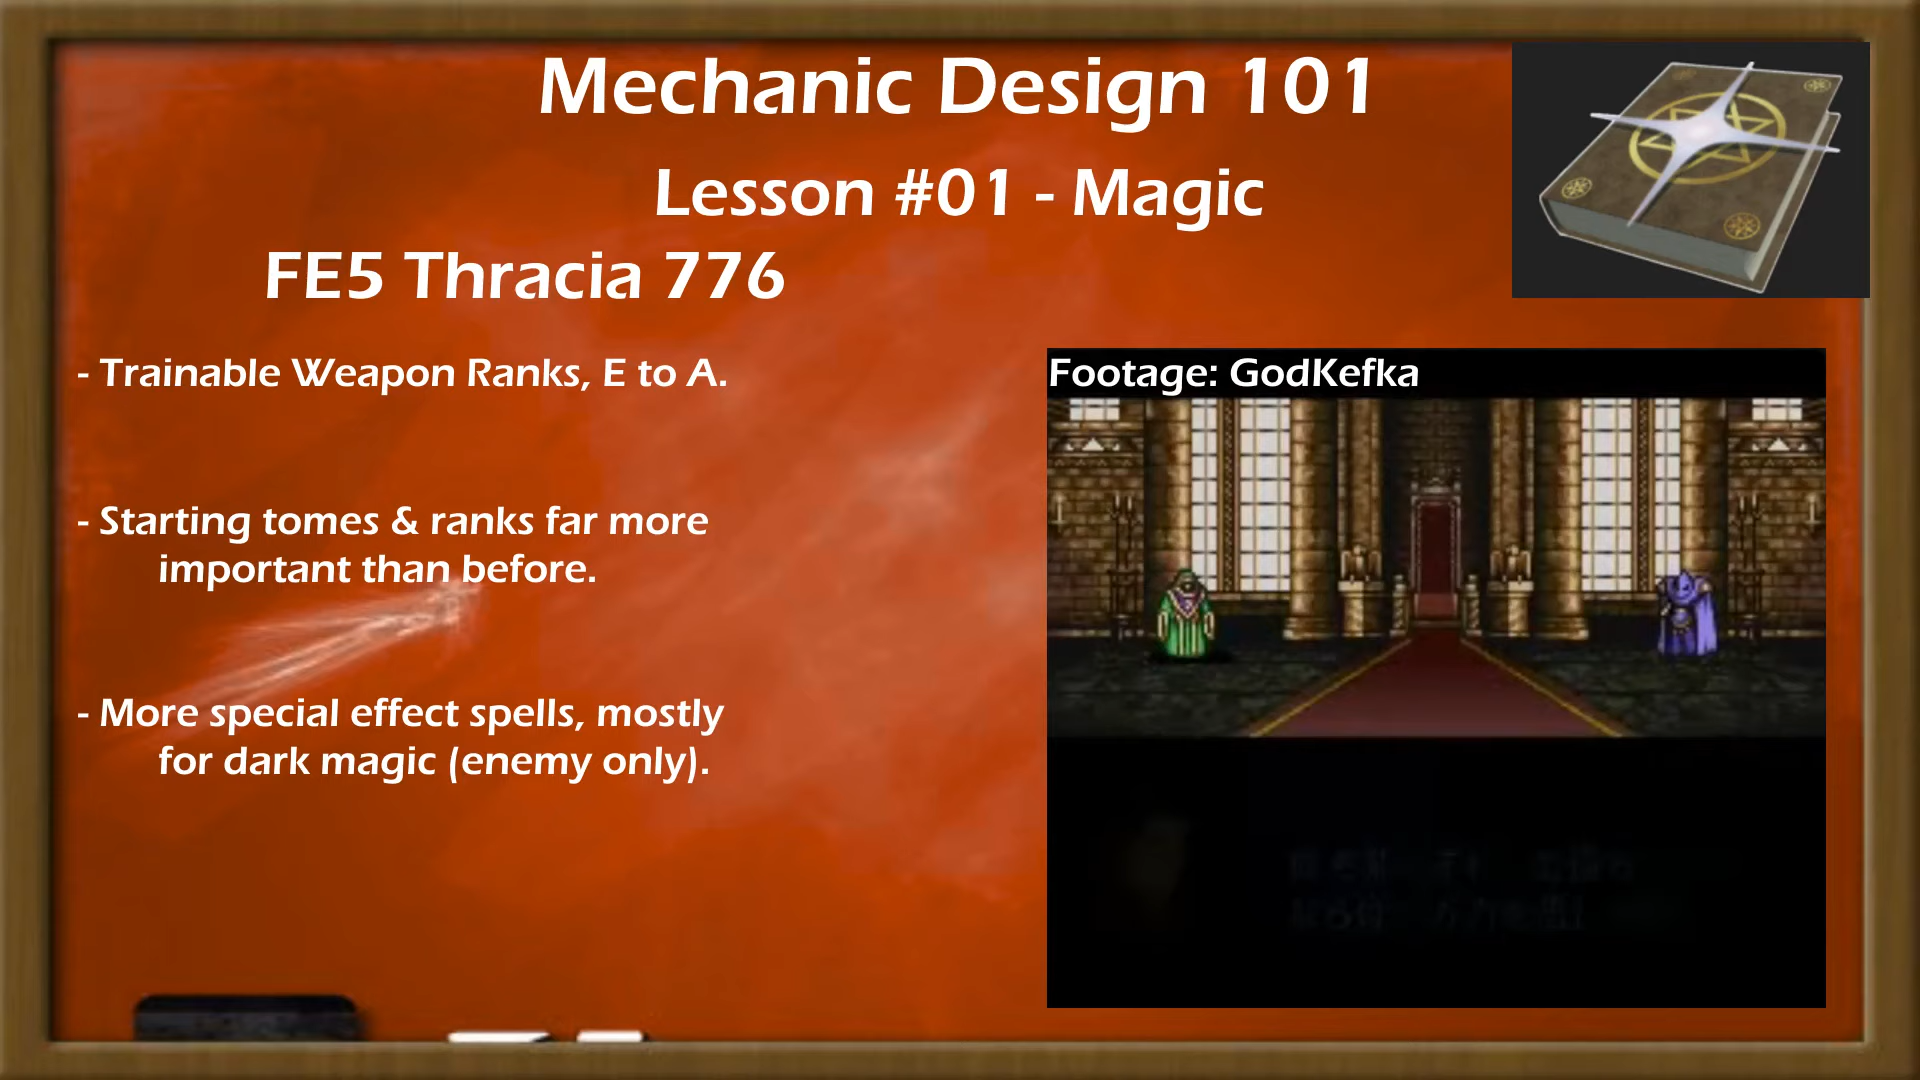 Mechanic Design 101
Lesson #01 - Magic
FE5 Thracia 776
- Trainable Weapon Ranks, E to A.
- Starting tomes & ranks far more
important than before.
- More special effect spells, mostly
for dark magic (enemy only).
Footage: GodKefka